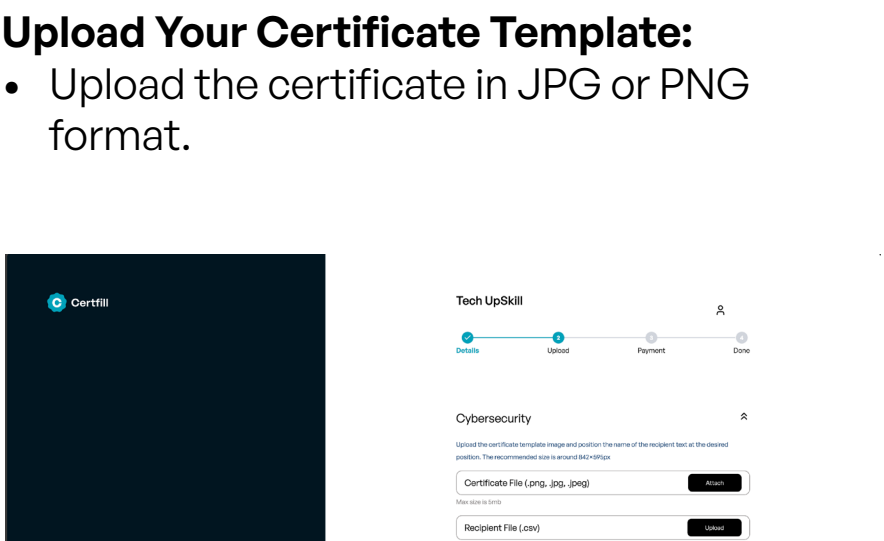 Upload Your Certificate Template:
• Upload the certificate in JPG or PNG
format.
C Certfill
Tech UpSkill
2
3
4
Details
Upload
Payment
Done
Cybersecurity
Upload the certificate template image and position the name of the recipient text at the desired
position. The recommended size is around 842×595px
Certificate File (.png, .jpg, .jpeg)
Attach
Max size is 5mb
Recipient File (.csv)
Upload